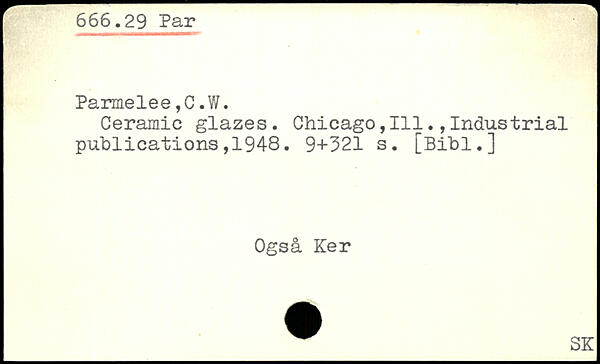 666.29 Par
Parmelee,C.W.
Ceramic glazes. Chicago,Ill.,Industrial
publications,1948. 9+321 s. [Bibl.]
Også Ker
SK